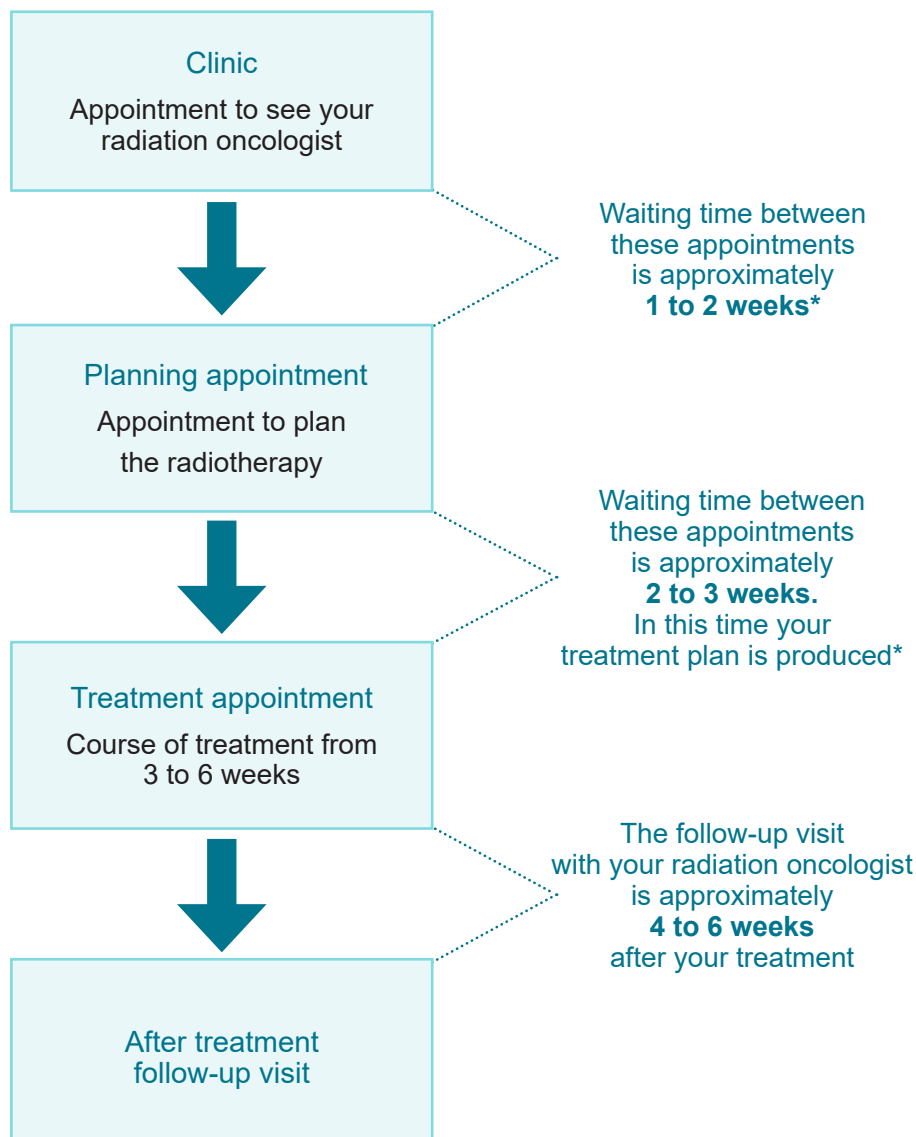 Clinic
Appointment to see your
radiation oncologist
Waiting time between
these appointments
is approximately
1 to 2 weeks*
Planning appointment
Appointment to plan
the radiotherapy
Waiting time between
these appointments
is approximately
2 to 3 weeks.
In this time your
treatment plan is produced*
Treatment appointment
Course of treatment from
3 to 6 weeks
The follow-up visit
with your radiation oncologist
is approximately
4 to 6 weeks
after your treatment
After treatment
follow-up visit